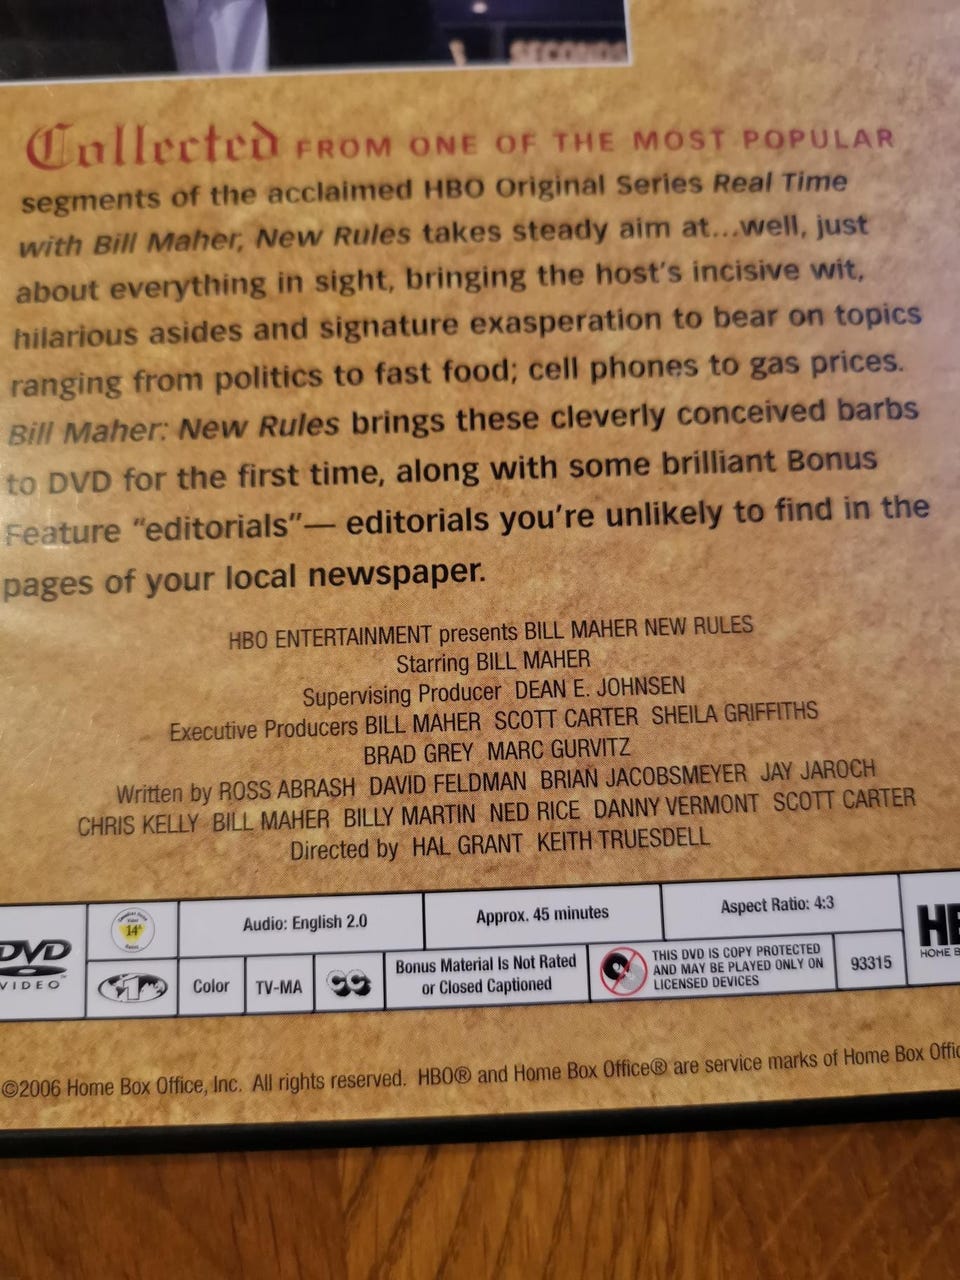 SECONDS
Collected FROM ONE OF THE MOST POPULAR
segments of the acclaimed HBO Original Series Real Time
with Bill Maher, New Rules takes steady aim at...well, just
about everything in sight, bringing the host's incisive wit,
hilarious asides and signature exasperation to bear on topics
ranging from politics to fast food; cell phones to gas prices.
Bill Maher: New Rules brings these cleverly conceived barbs
to DVD for the first time, along with some brilliant Bonus
Feature "editorials"— editorials you're unlikely to find in the
pages of your local newspaper.
HBO ENTERTAINMENT presents BILL MAHER NEW RULES
Starring BILL MAHER
Supervising Producer DEAN E. JOHNSEN
Executive Producers BILL MAHER SCOTT CARTER SHEILA GRIFFITHS
BRAD GREY MARC GURVITZ
Written by ROSS ABRASH DAVID FELDMAN BRIAN JACOBSMEYER JAY JAROCH
CHRIS KELLY BILL MAHER BILLY MARTIN NED RICE DANNY VERMONT SCOTT CARTER
Directed by HAL GRANT KEITH TRUESDELL
DVD
VIDEO
14A
Audio: English 2.0
Approx. 45 minutes
Aspect Ratio: 4:3
1
Color
TV-MA
CC
Bonus Material Is Not Rated
or Closed Captioned
THIS DVD IS COPY PROTECTED
AND MAY BE PLAYED ONLY ON
LICENSED DEVICES
93315
HB
HOME B
©2006 Home Box Office, Inc. All rights reserved. HBO® and Home Box Office® are service marks of Home Box Offic